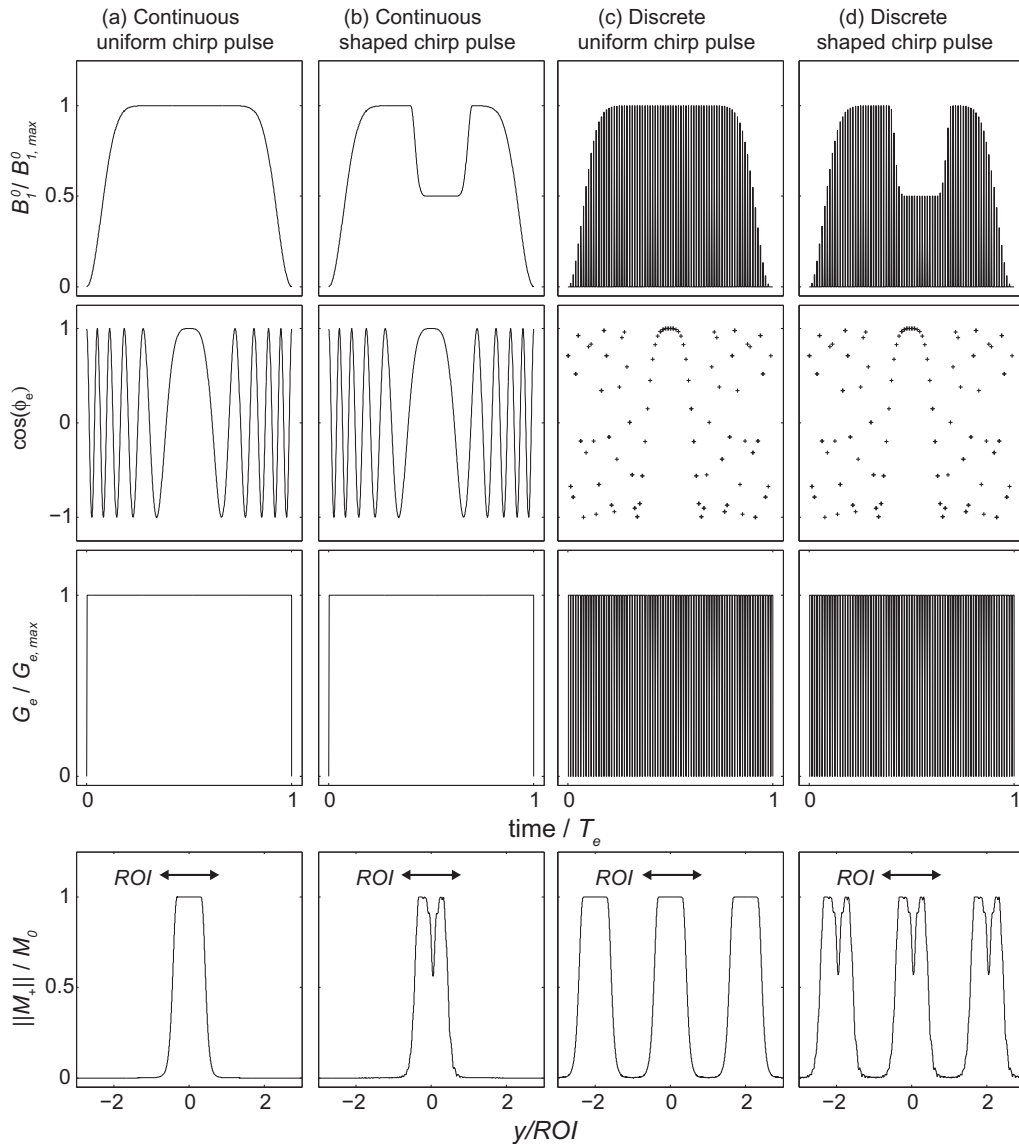 (a) Continuous
uniform chirp pulse
(b) Continuous
shaped chirp pulse
(c) Discrete
uniform chirp pulse
(d) Discrete
shaped chirp pulse
B₁⁰/ B₁,ₘₐₓ⁰
1
0.5
0
cos(ϕₑ)
1
0
−1
Gₑ / Gₑ,ₘₐₓ
1
0
0 1 0 1 0 1 0 1
time / Tₑ
||M₊|| / M₀
1
0.5
0
ROI ROI ROI ROI
−2 0 2 −2 0 2 −2 0 2 −2 0 2
y/ROI